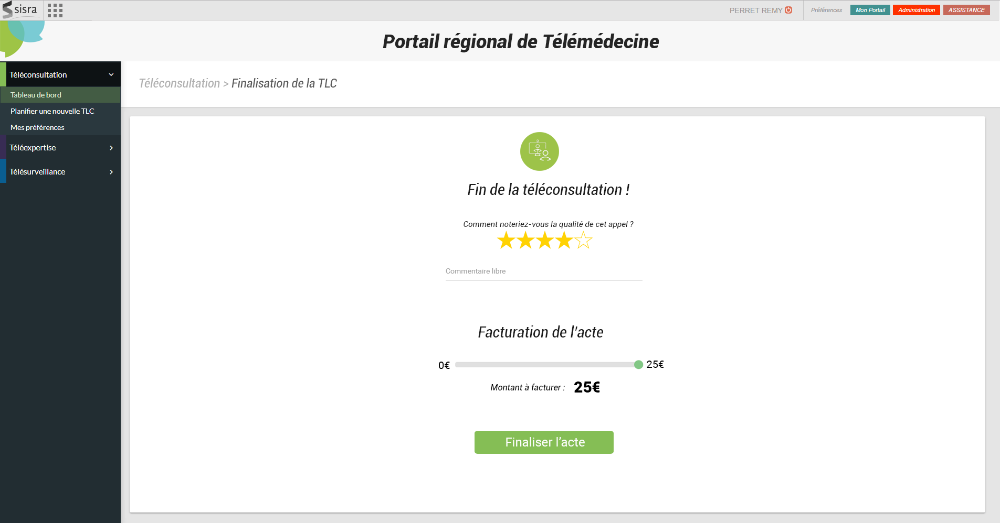 sisra
PERRET REMY
Préférences
Mon Portail
Administration
ASSISTANCE
Portail régional de Télémédecine
Téléconsultation
Tableau de bord
Planifier une nouvelle TLC
Mes préférences
Téléexpertise
Télésurveillance
Téléconsultation > Finalisation de la TLC
Fin de la téléconsultation !
Comment noteriez-vous la qualité de cet appel ?
Commentaire libre
Facturation de l'acte
0€ 25€
Montant à facturer : 25€
Finaliser l'acte